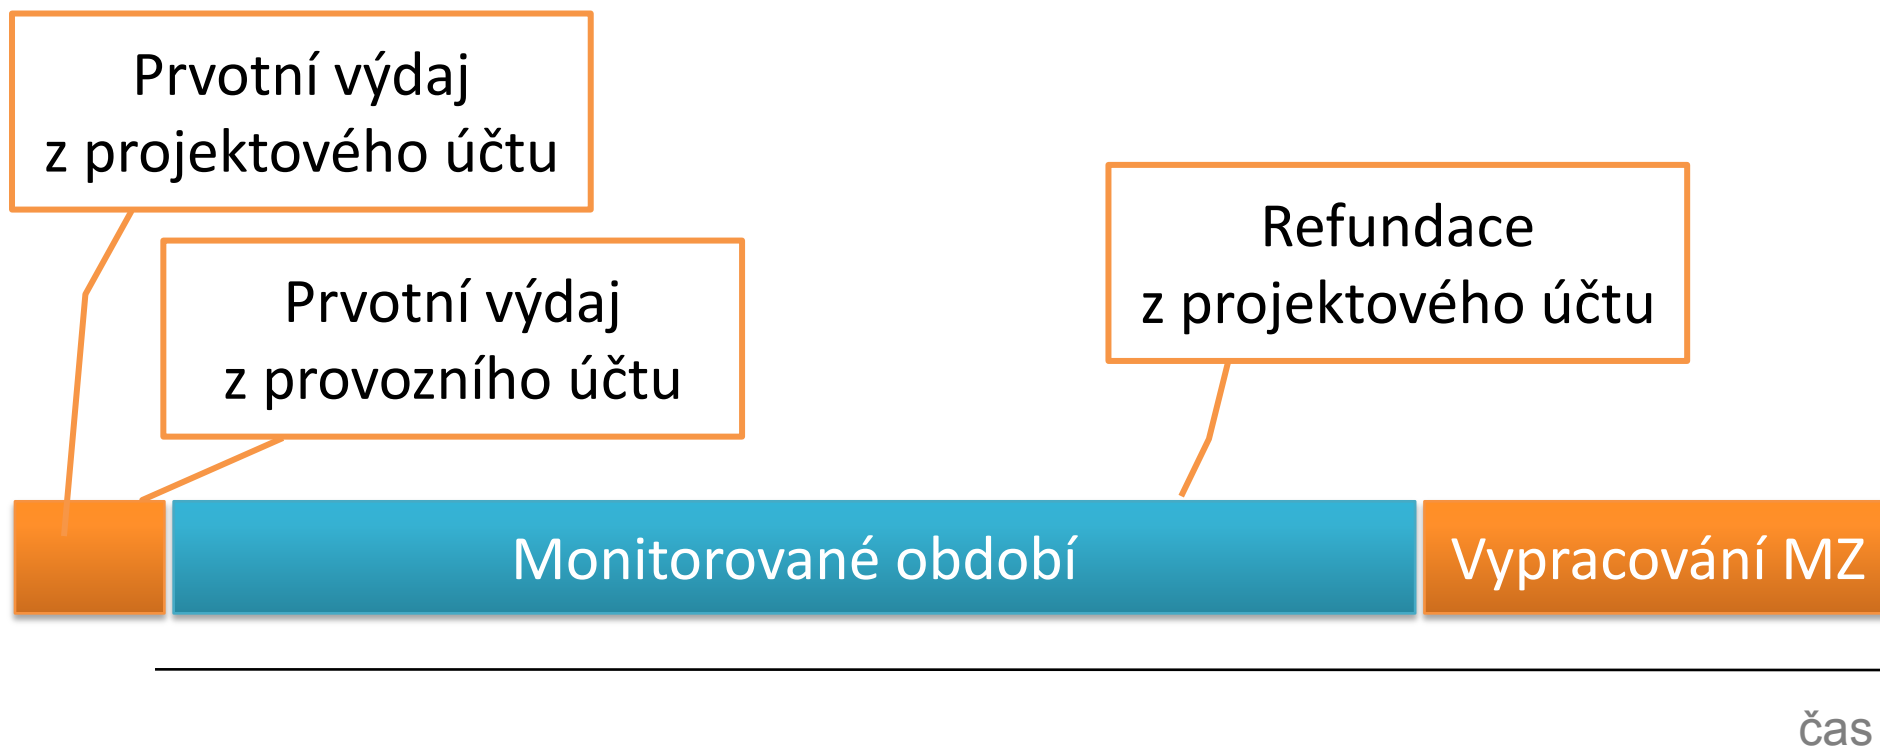 Prvotní výdaj
z projektového účtu
Prvotní výdaj
z provozního účtu
Refundace
z projektového účtu
Monitorované období
Vypracování MZ
čas